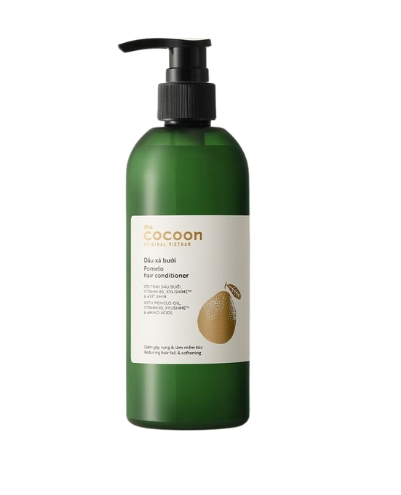 the
cocoon
ORIGINAL VIETNAM
Dầu xả bưởi
Pomelo
hair conditioner
VỚI TINH DẦU BƯỞI,
VITAMIN B5, XYLISHINE™
& AXIT AMIN
WITH POMELO OIL,
VITAMIN B5, XYLISHINE™
& AMINO ACIDS
Giảm gãy rụng & làm mềm tóc
Reducing hair fall & softening